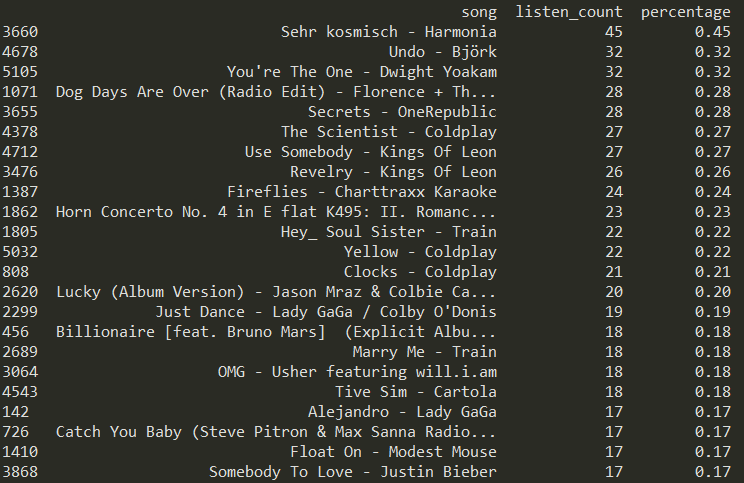 song listen_count percentage
3660 Sehr kosmisch - Harmonia 45 0.45
4678 Undo - Björk 32 0.32
5105 You're The One - Dwight Yoakam 32 0.32
1071 Dog Days Are Over (Radio Edit) - Florence + Th... 28 0.28
3655 Secrets - OneRepublic 28 0.28
4378 The Scientist - Coldplay 27 0.27
4712 Use Somebody - Kings Of Leon 27 0.27
3476 Revelry - Kings Of Leon 26 0.26
1387 Fireflies - Charttraxx Karaoke 24 0.24
1862 Horn Concerto No. 4 in E flat K495: II. Romanc... 23 0.23
1805 Hey_ Soul Sister - Train 22 0.22
5032 Yellow - Coldplay 22 0.22
808 Clocks - Coldplay 21 0.21
2620 Lucky (Album Version) - Jason Mraz & Colbie Ca... 20 0.20
2299 Just Dance - Lady GaGa / Colby O'Donis 19 0.19
456 Billionaire [feat. Bruno Mars]  (Explicit Albu... 18 0.18
2689 Marry Me - Train 18 0.18
3064 OMG - Usher featuring will.i.am 18 0.18
4543 Tive Sim - Cartola 18 0.18
142 Alejandro - Lady GaGa 17 0.17
726 Catch You Baby (Steve Pitron & Max Sanna Radio... 17 0.17
1410 Float On - Modest Mouse 17 0.17
3868 Somebody To Love - Justin Bieber 17 0.17